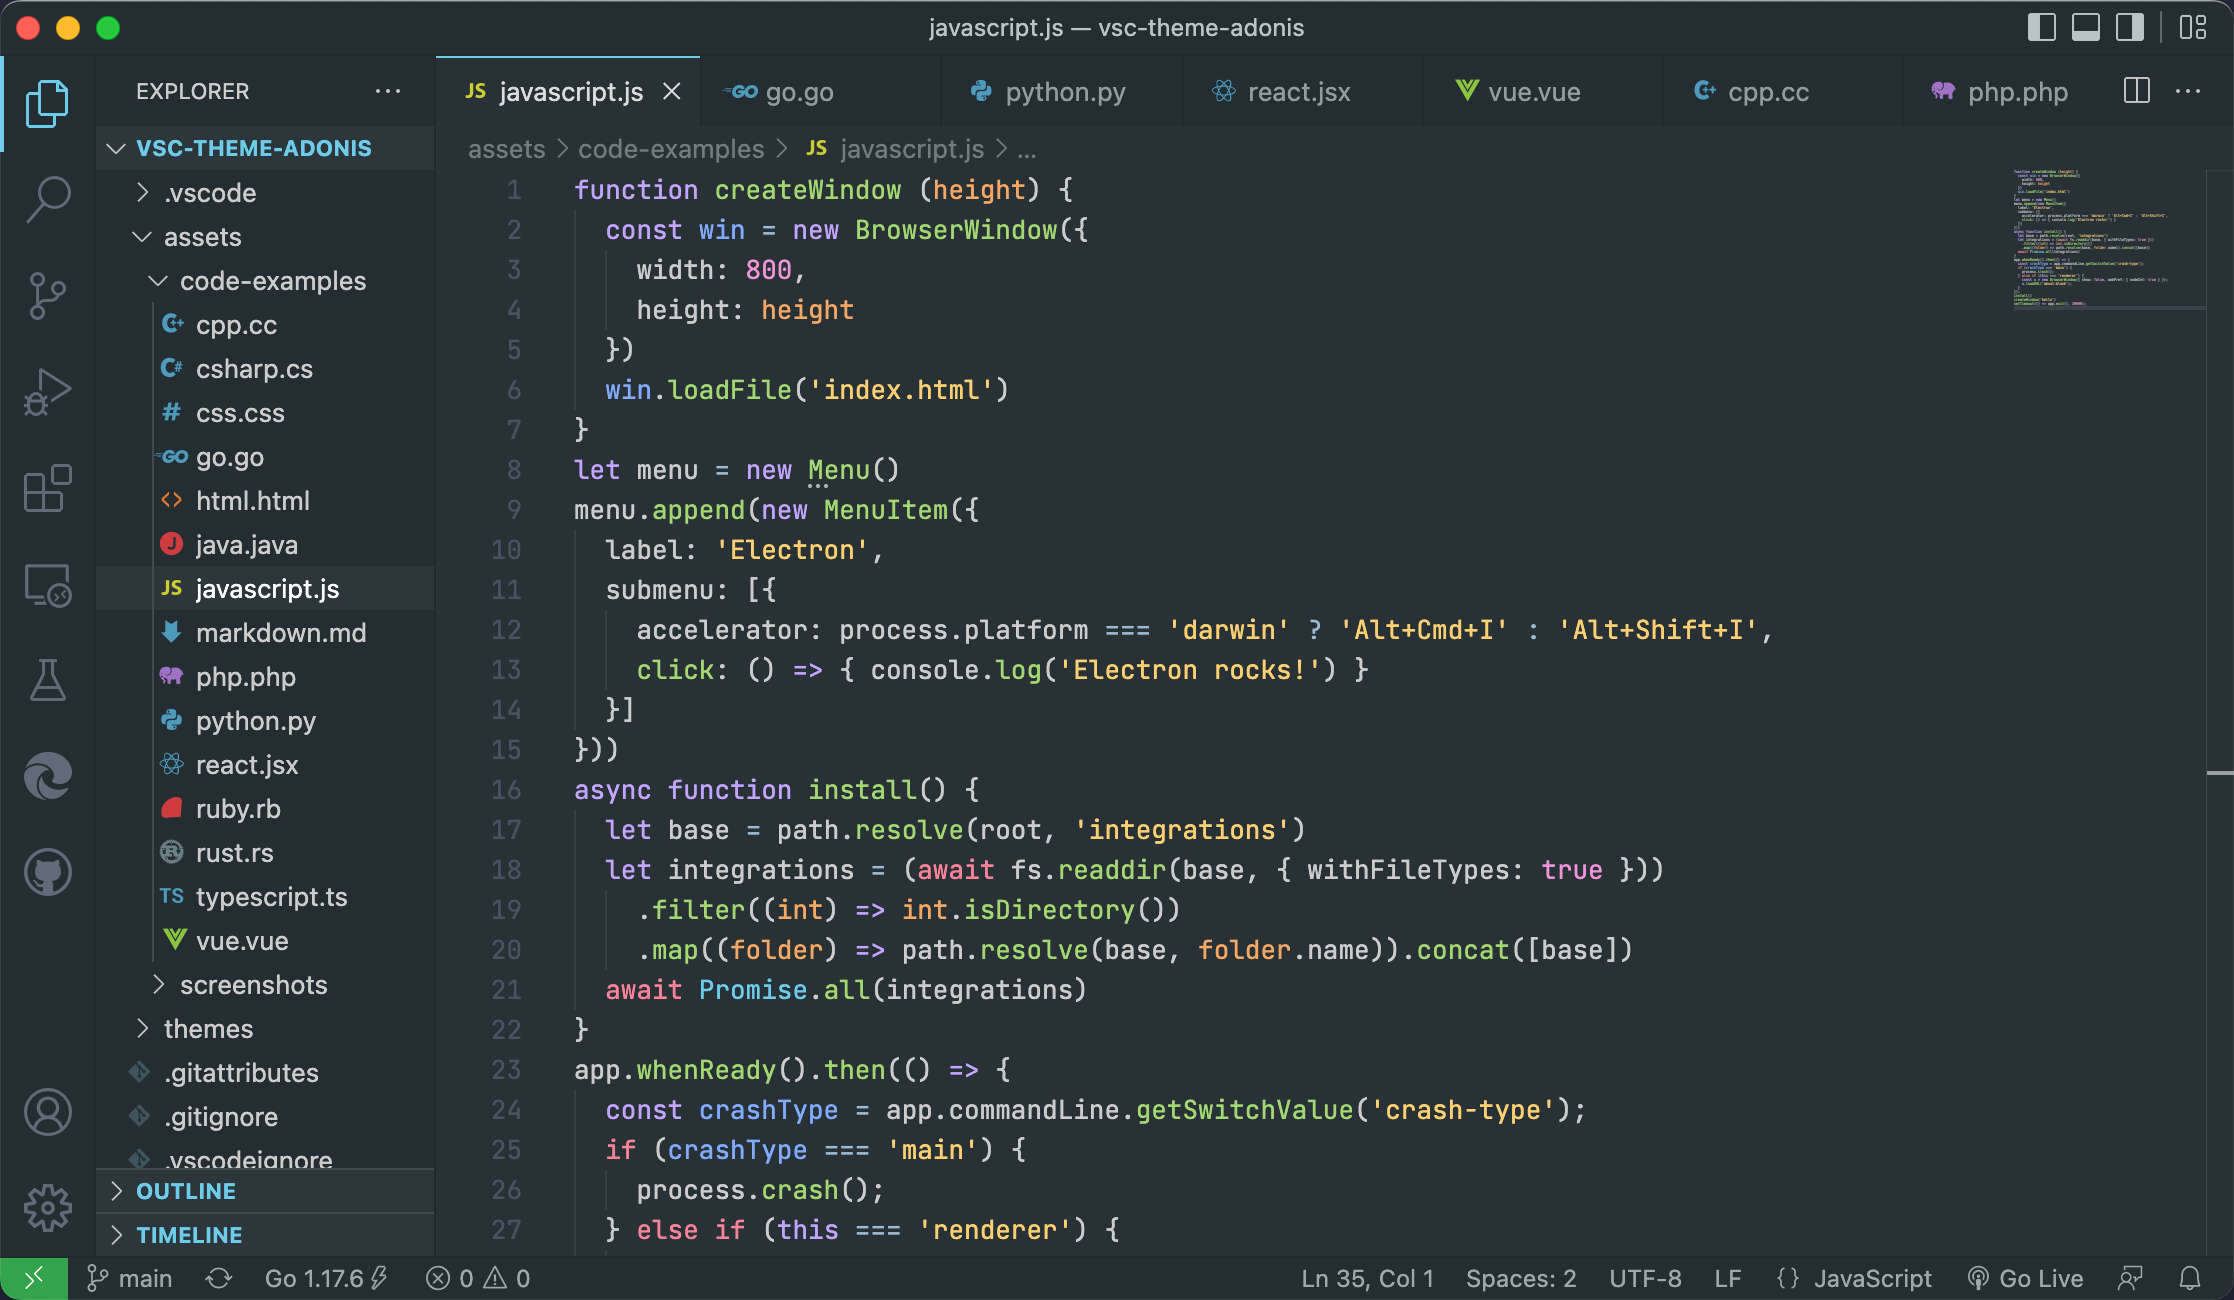 javascript.js — vsc-theme-adonis
EXPLORER
JS javascript.js
go.go
python.py
react.jsx
vue.vue
cpp.cc
php.php
VSC-THEME-ADONIS
.vscode
assets
code-examples
cpp.cc
csharp.cs
# css.css
GO go.go
<> html.html
J java.java
JS javascript.js
markdown.md
php.php
python.py
react.jsx
ruby.rb
R rust.rs
TS typescript.ts
vue.vue
screenshots
themes
.gitattributes
.gitignore
.vscodeignore
OUTLINE
TIMELINE
assets > code-examples > JS javascript.js > ...
1 function createWindow (height) {
2 const win = new BrowserWindow({
3 width: 800,
4 height: height
5 })
6 win.loadFile('index.html')
7 }
8 let menu = new Menu()
9 menu.append(new MenuItem({
10 label: 'Electron',
11 submenu: [{
12 accelerator: process.platform === 'darwin' ? 'Alt+Cmd+I' : 'Alt+Shift+I',
13 click: () => { console.log('Electron rocks!') }
14 }]
15 }))
16 async function install() {
17 let base = path.resolve(root, 'integrations')
18 let integrations = (await fs.readdir(base, { withFileTypes: true }))
19 .filter((int) => int.isDirectory())
20 .map((folder) => path.resolve(base, folder.name)).concat([base])
21 await Promise.all(integrations)
22 }
23 app.whenReady().then(() => {
24 const crashType = app.commandLine.getSwitchValue('crash-type');
25 if (crashType === 'main') {
26 process.crash();
27 } else if (this === 'renderer') {
main
Go 1.17.6
0
0
Ln 35, Col 1
Spaces: 2
UTF-8
LF
{} JavaScript
Go Live